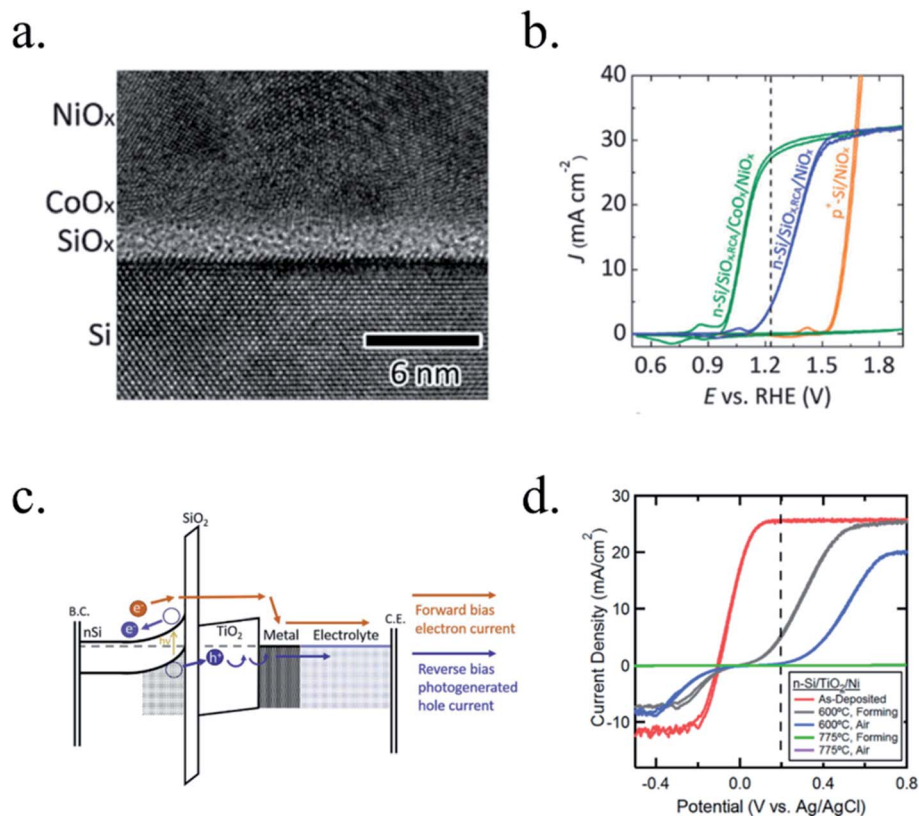 a.
NiOx
CoOx
SiOx
Si
6 nm
b.
40
30
20
10
0
J (mA cm⁻²)
n-Si/SiOx,RCA/CoOx/NiOx
n-Si/SiOx,RCA/NiOx
p⁺-Si/NiOx
0.6 0.9 1.2 1.5 1.8
E vs. RHE (V)
c.
SiO₂
B.C.
nSi
e⁻
e⁻
hν
h⁺
TiO₂
Metal
Electrolyte
C.E.
Forward bias
electron current
Reverse bias
photogenerated
hole current
d.
30
20
10
0
-10
Current Density (mA/cm²)
n-Si/TiO₂/Ni
As-Deposited
600ºC, Forming
600ºC, Air
775ºC, Forming
775ºC, Air
-0.4 0.0 0.4 0.8
Potential (V vs. Ag/AgCl)